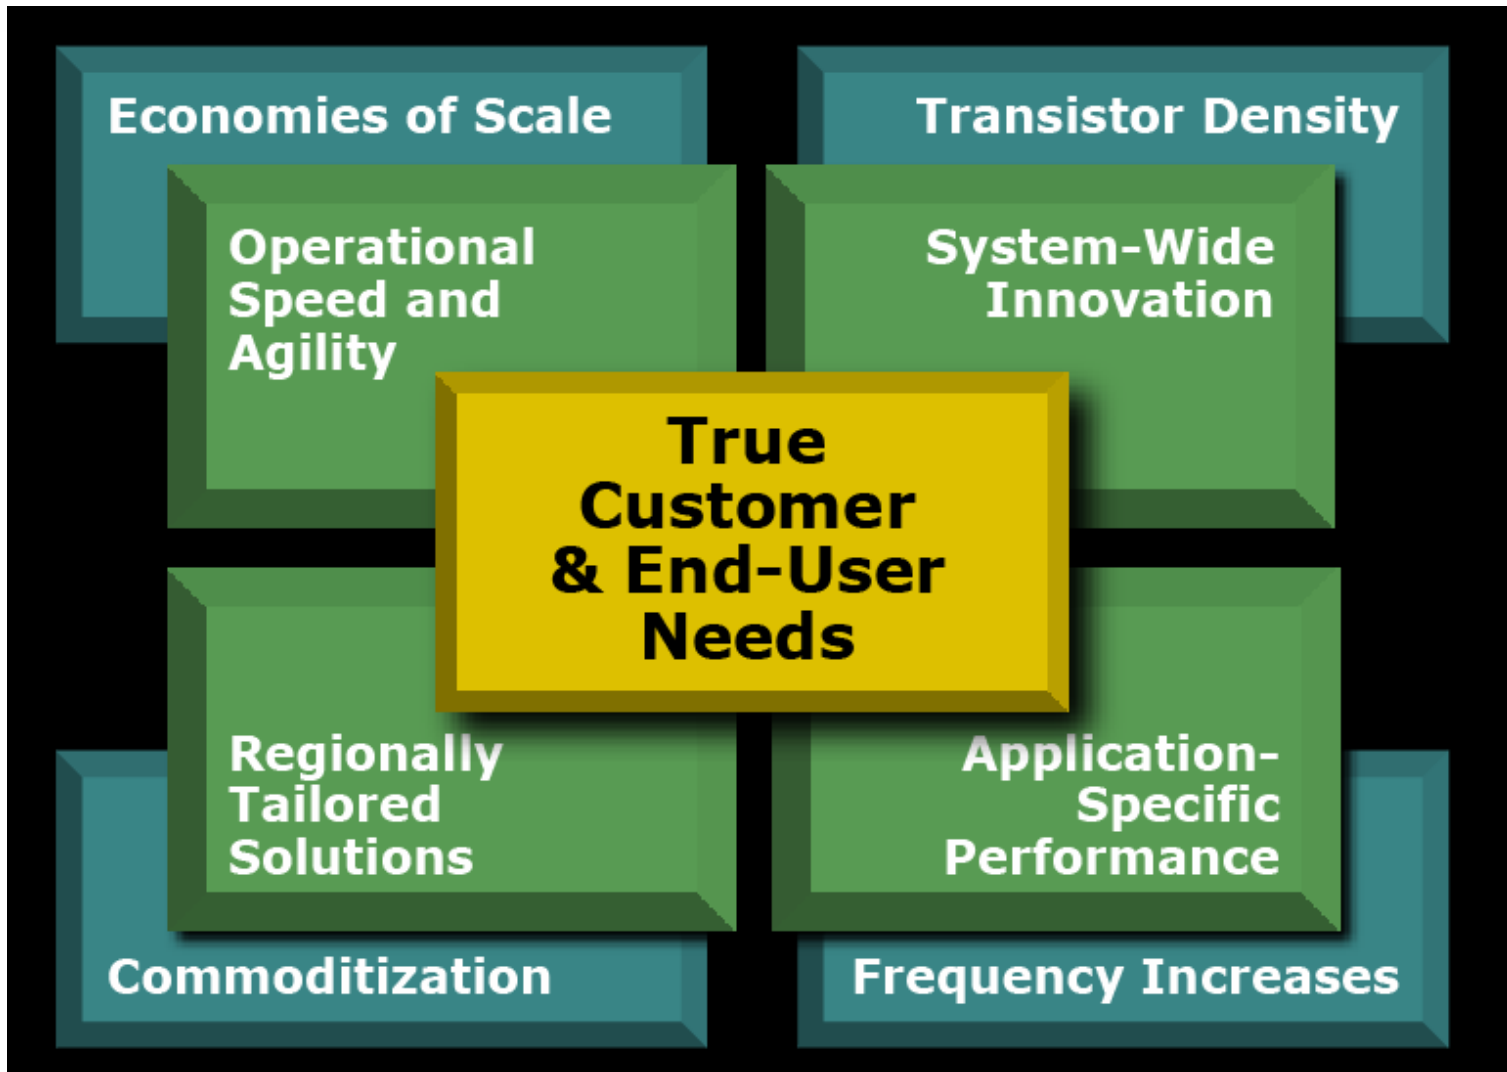 Economies of Scale
Transistor Density
Operational
Speed and
Agility
System-Wide
Innovation
True
Customer
& End-User
Needs
Regionally
Tailored
Solutions
Application-
Specific
Performance
Commoditization
Frequency Increases